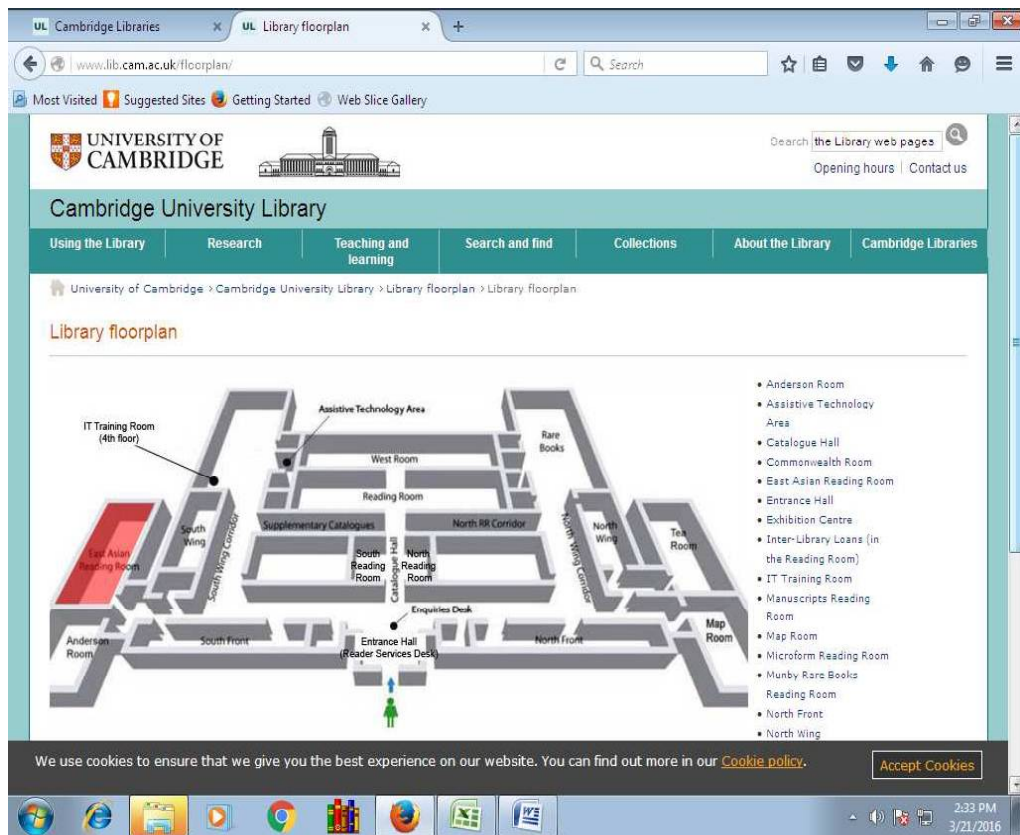 UL Cambridge Libraries
UL Library floorplan
www.lib.cam.ac.uk/floorplan/
Search
Most Visited Suggested Sites Getting Started Web Slice Gallery
UNIVERSITY OF
CAMBRIDGE
Search the Library web pages
Opening hours | Contact us
Cambridge University Library
Using the Library Research Teaching and learning Search and find Collections About the Library Cambridge Libraries
University of Cambridge > Cambridge University Library > Library floorplan > Library floorplan
Library floorplan
Assistive Technology Area
IT Training Room
(4th floor)
Rare
Books
West Room
Reading Room
Supplementary Catalogues
North RR Corridor
South
Wing
South Wing Corridor
East Asian
Reading Room
South
Reading
Room
Catalogue Hall
North
Reading
Room
North Wing Corridor
North
Wing
Tea
Room
Enquiries Desk
Anderson
Room
South Front
Entrance Hall
(Reader Services Desk)
North Front
Map
Room
• Anderson Room
• Assistive Technology
Area
• Catalogue Hall
• Commonwealth Room
• East Asian Reading Room
• Entrance Hall
• Exhibition Centre
• Inter-Library Loans (in
the Reading Room)
• IT Training Room
• Manuscripts Reading
Room
• Map Room
• Microform Reading Room
• Munby Rare Books
Reading Room
• North Front
• North Wing
We use cookies to ensure that we give you the best experience on our website. You can find out more in our Cookie policy.
Accept Cookies
2:33 PM
3/21/2016